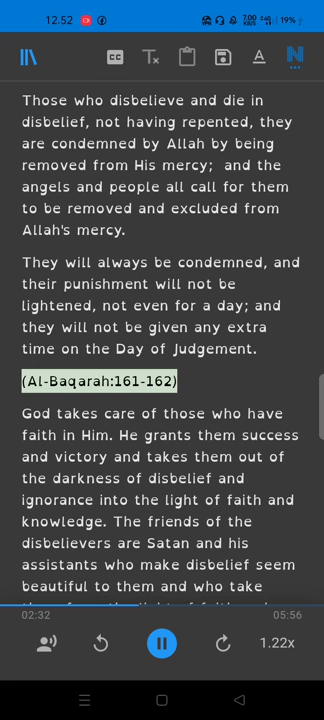 12.52
7.00 KB/S
19%
CC
Those who disbelieve and die in
disbelief, not having repented, they
are condemned by Allah by being
removed from His mercy; and the
angels and people all call for them
to be removed and excluded from
Allah's mercy.
They will always be condemned, and
their punishment will not be
lightened, not even for a day; and
they will not be given any extra
time on the Day of Judgement.
(Al-Baqarah:161-162)
God takes care of those who have
faith in Him. He grants them success
and victory and takes them out of
the darkness of disbelief and
ignorance into the light of faith and
knowledge. The friends of the
disbelievers are Satan and his
assistants who make disbelief seem
beautiful to them and who take
02:32
05:56
1.22x